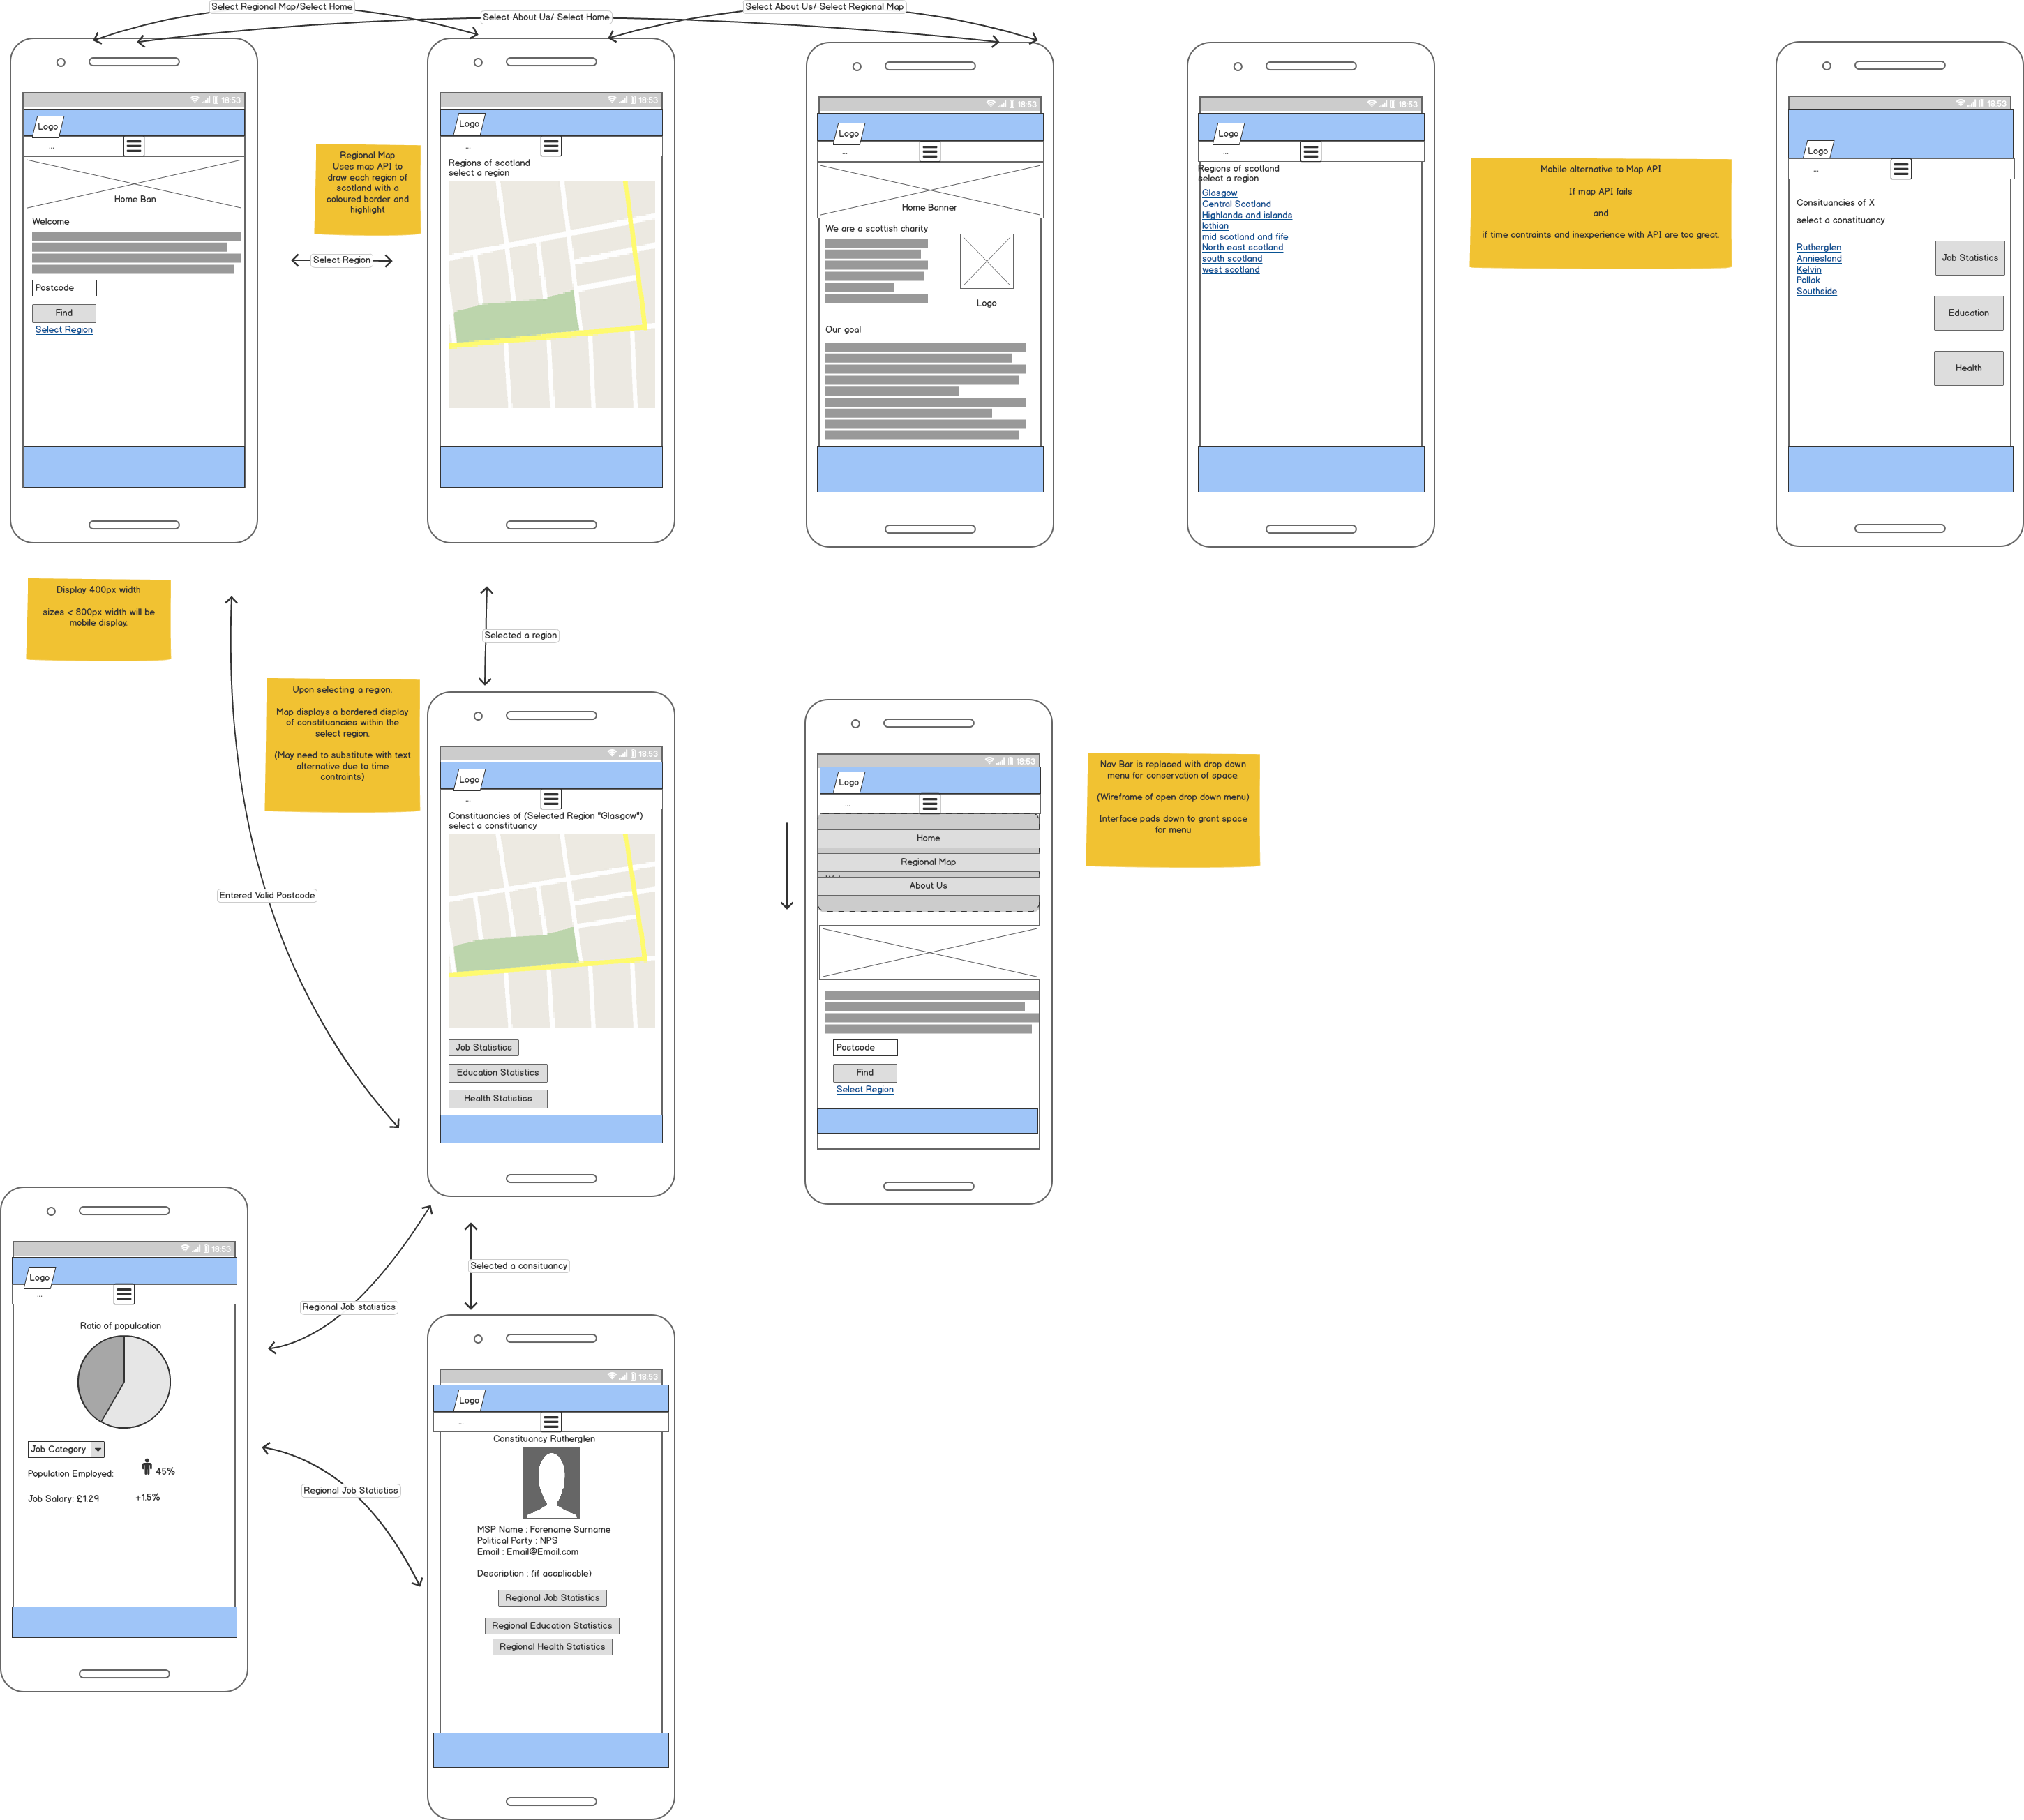 Select Regional Map/Select Home
Select About Us/ Select Home
Select About Us/ Select Regional Map
18:53
Logo
...
Home Ban
Welcome
Postcode
Find
Select Region
Regional Map
Uses map API to
draw each region of
scotland with a
coloured border and
highlight
Select Region
18:53
Logo
...
Regions of scotland
select a region
18:53
Logo
...
Home Banner
We are a scottish charity
Logo
Our goal
18:53
Logo
...
Regions of scotland
select a region
Glasgow
Central Scotland
Highlands and islands
lothian
mid scotland and fife
North east scotland
south scotland
west scotland
Mobile alternative to Map API
If map API fails
and
if time contraints and inexperience with API are too great.
18:53
Logo
...
Consituancies of X
select a constituancy
Rutherglen
Anniesland
Kelvin
Pollak
Southside
Job Statistics
Education
Health
Display 400px width
sizes < 800px width will be
mobile display.
Selected a region
Upon selecting a region.
Map displays a bordered display
of constituancies within the
select region.
(May need to substitute with text
alternative due to time
contraints)
Entered Valid Postcode
18:53
Logo
...
Constituancies of (Selected Region "Glasgow")
select a constituancy
Job Statistics
Education Statistics
Health Statistics
18:53
Logo
...
Home
Regional Map
About Us
Postcode
Find
Select Region
Nav Bar is replaced with drop down
menu for conservation of space.
(Wireframe of open drop down menu)
Interface pads down to grant space
for menu
18:53
Logo
...
Ratio of populcation
Job Category
Population Employed:
45%
Job Salary: £1.29
+1.5%
Regional Job statistics
Selected a consituancy
Regional Job Statistics
18:53
Logo
...
Constituancy Rutherglen
MSP Name : Forename Surname
Political Party : NPS
Email : Email@Email.com
Description : (if accplicable)
Regional Job Statistics
Regional Education Statistics
Regional Health Statistics